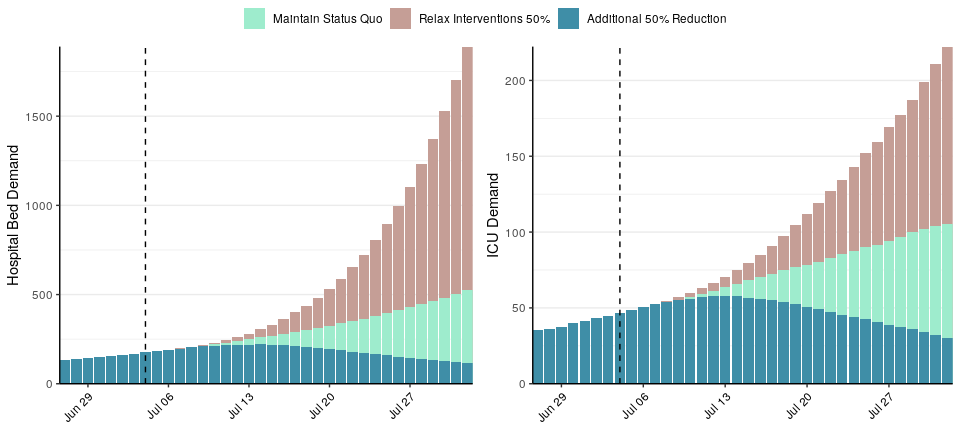 Maintain Status Quo Relax Interventions 50% Additional 50% Reduction
Hospital Bed Demand
1500
1000
500
0
Jun 29 Jul 06 Jul 13 Jul 20 Jul 27
ICU Demand
200
150
100
50
0
Jun 29 Jul 06 Jul 13 Jul 20 Jul 27